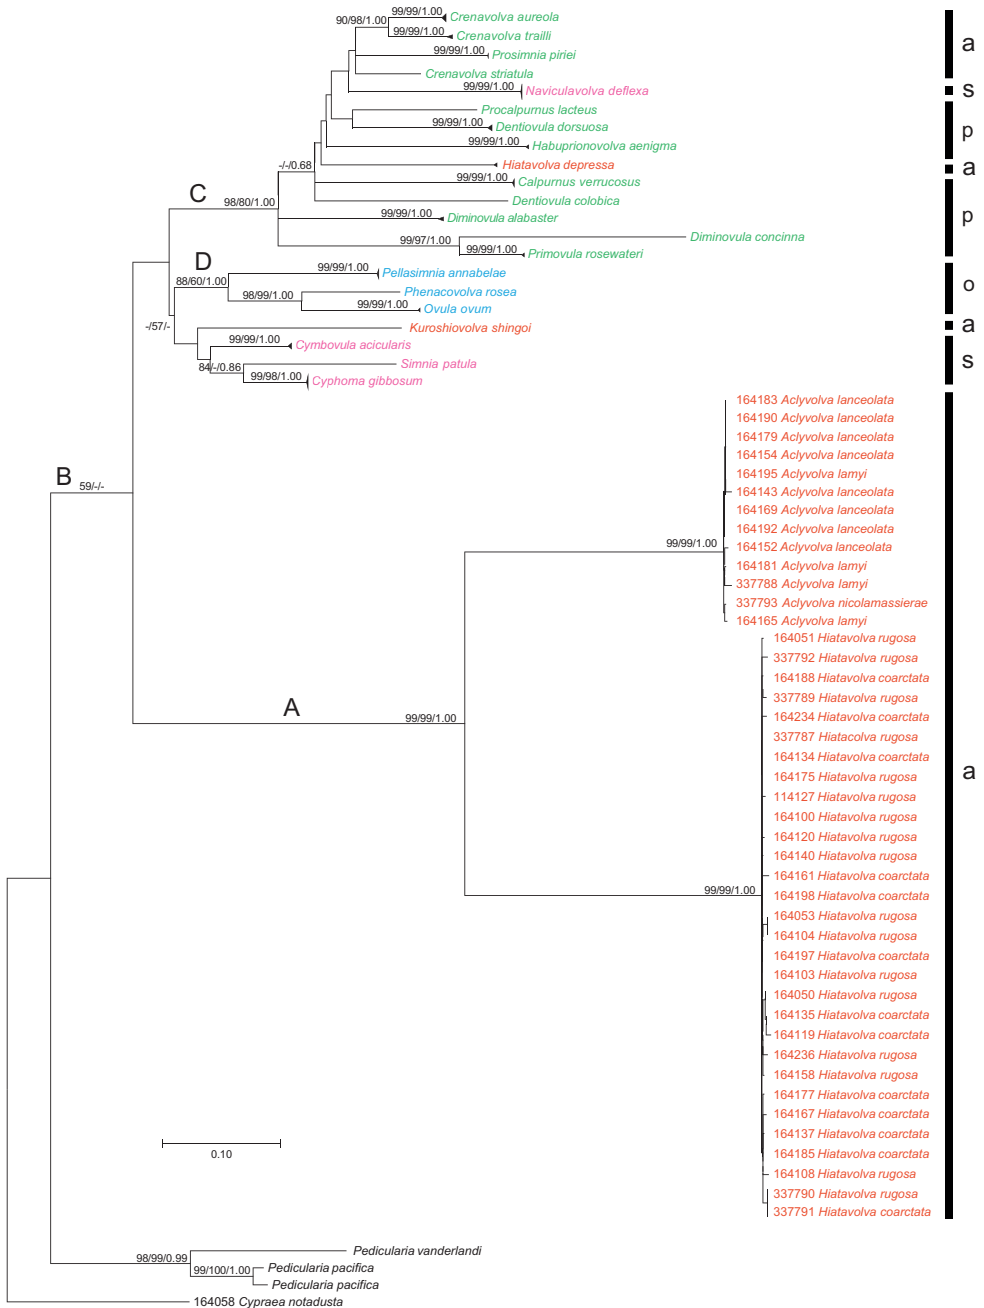 99/99/1.00 Crenavolva aureola
90/98/1.00
99/99/1.00 Crenavolva trailli
a
99/99/1.00 Prosimnia piriei
Crenavolva striatula
99/99/1.00 Naviculavolva deflexa
s
Procalpurnus lacteus
99/99/1.00 Dentiovula dorsuosa
p
99/99/1.00 Habuprionovolva aenigma
-/-/0.68
Hiatavolva depressa
a
99/99/1.00 Calpurnus verrucosus
C
98/80/1.00
Dentiovula colobica
99/99/1.00 Diminovula alabaster
p
Diminovula concinna
99/97/1.00
99/99/1.00 Primovula rosewateri
D
99/99/1.00 Pellasimnia annabelae
88/60/1.00
o
98/99/1.00 Phenacovolva rosea
99/99/1.00 Ovula ovum
-/57/-
Kuroshiovolva shingoi
a
99/99/1.00 Cymbovula acicularis
84/-/0.86
Simnia patula
s
99/98/1.00 Cyphoma gibbosum
164183 Aclyvolva lanceolata
164190 Aclyvolva lanceolata
164179 Aclyvolva lanceolata
164154 Aclyvolva lanceolata
164195 Aclyvolva lamyi
B 59/-/-
164143 Aclyvolva lanceolata
164169 Aclyvolva lanceolata
164192 Aclyvolva lanceolata
99/99/1.00
164152 Aclyvolva lanceolata
164181 Aclyvolva lamyi
337788 Aclyvolva lamyi
337793 Aclyvolva nicolamassierae
164165 Aclyvolva lamyi
164051 Hiatavolva rugosa
337792 Hiatavolva rugosa
164188 Hiatavolva coarctata
337789 Hiatavolva rugosa
A
99/99/1.00
164234 Hiatavolva coarctata
337787 Hiatacolva rugosa
164134 Hiatavolva coarctata
a
164175 Hiatavolva rugosa
114127 Hiatavolva rugosa
164100 Hiatavolva rugosa
164120 Hiatavolva rugosa
164140 Hiatavolva rugosa
164161 Hiatavolva coarctata
99/99/1.00
164198 Hiatavolva coarctata
164053 Hiatavolva rugosa
164104 Hiatavolva rugosa
164197 Hiatavolva coarctata
164103 Hiatavolva rugosa
164050 Hiatavolva rugosa
164135 Hiatavolva coarctata
164119 Hiatavolva coarctata
164236 Hiatavolva rugosa
164158 Hiatavolva rugosa
164177 Hiatavolva coarctata
164167 Hiatavolva coarctata
164137 Hiatavolva coarctata
164185 Hiatavolva coarctata
0.10
164108 Hiatavolva rugosa
337790 Hiatavolva rugosa
337791 Hiatavolva coarctata
98/99/0.99
Pedicularia vanderlandi
99/100/1.00 Pedicularia pacifica
Pedicularia pacifica
164058 Cypraea notadusta